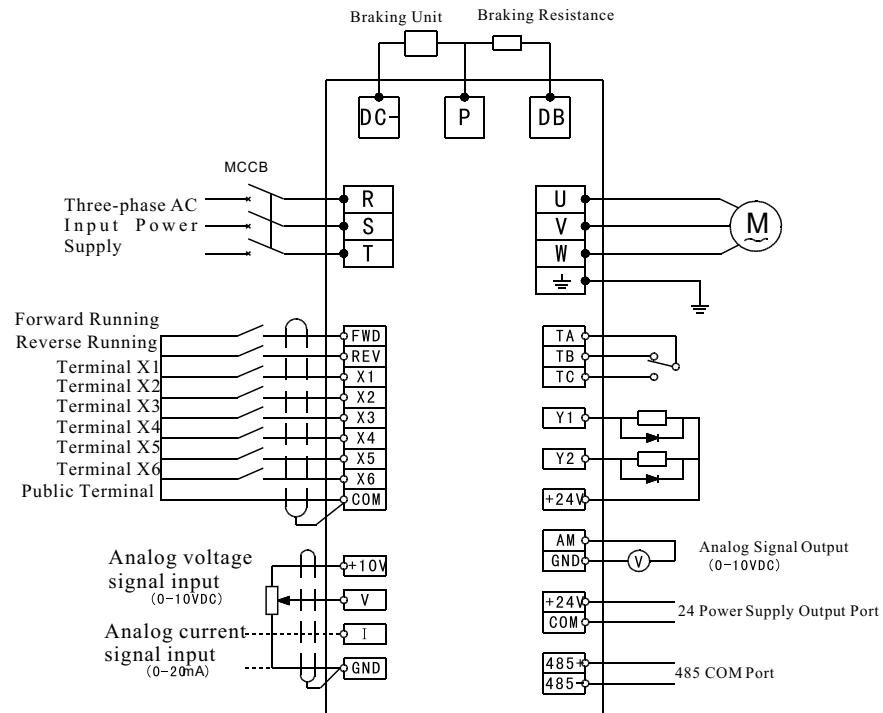 Braking Unit
Braking Resistance
DC-
P
DB
MCCB
Three-phase AC
Input Power
Supply
R
S
T
U
V
W
M
Forward Running
Reverse Running
Terminal X1
Terminal X2
Terminal X3
Terminal X4
Terminal X5
Terminal X6
Public Terminal
FWD
REV
X1
X2
X3
X4
X5
X6
COM
TA
TB
TC
Y1
Y2
+24V
Analog voltage
signal input
(0-10VDC)
Analog current
signal input
(0-20mA)
+10V
V
I
GND
AM
GND
V
Analog Signal Output
(0-10VDC)
+24V
COM
24 Power Supply Output Port
485+
485-
485 COM Port